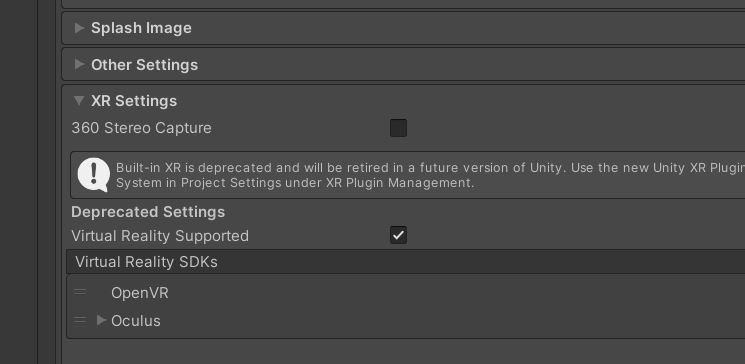 Splash Image
Other Settings
XR Settings
360 Stereo Capture
Built-in XR is deprecated and will be retired in a future version of Unity. Use the new Unity XR Plugin
System in Project Settings under XR Plugin Management.
Deprecated Settings
Virtual Reality Supported
Virtual Reality SDKs
OpenVR
Oculus